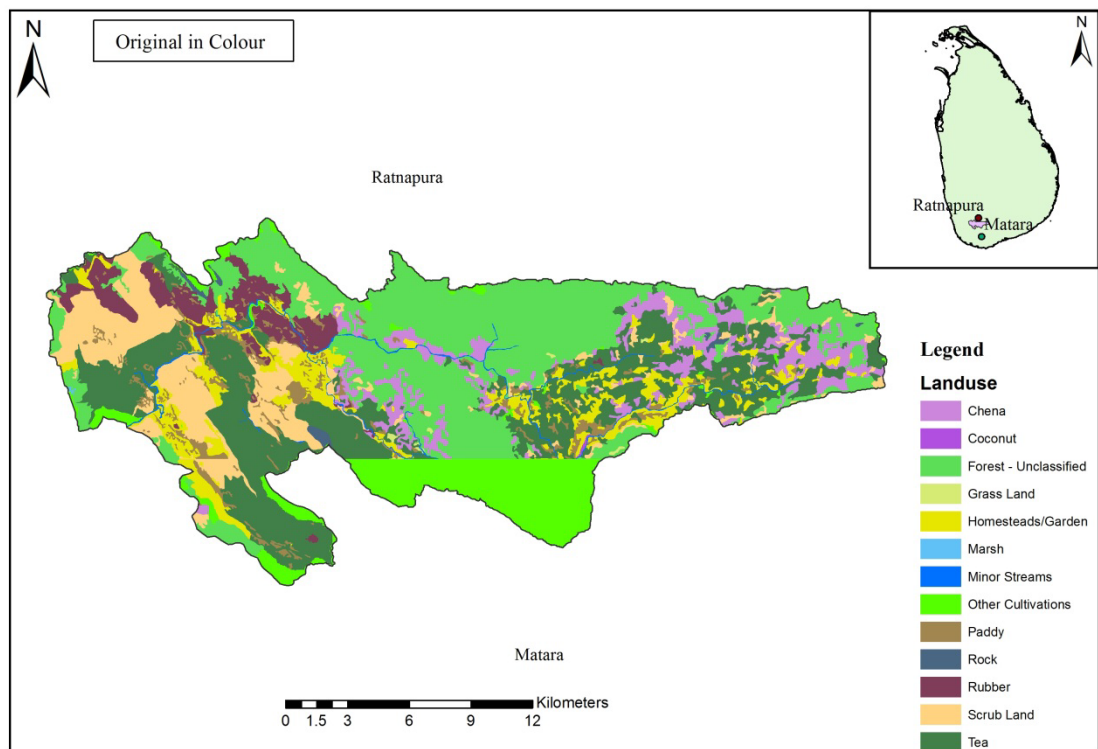 N
Original in Colour
N
Ratnapura
Matara
Ratnapura
Legend
Landuse
Chena
Coconut
Forest - Unclassified
Grass Land
Homesteads/Garden
Marsh
Minor Streams
Other Cultivations
Paddy
Rock
Rubber
Scrub Land
Tea
Matara
Kilometers
0 1.5 3 6 9 12